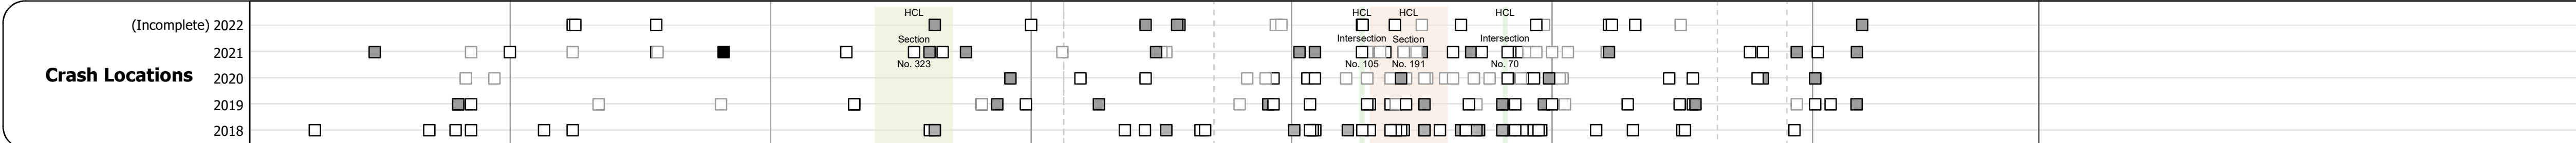 Crash Locations
(Incomplete) 2022
2021
2020
2019
2018
HCL
Section
No. 323
HCL
Intersection
No. 105
HCL
Section
No. 191
HCL
Intersection
No. 70